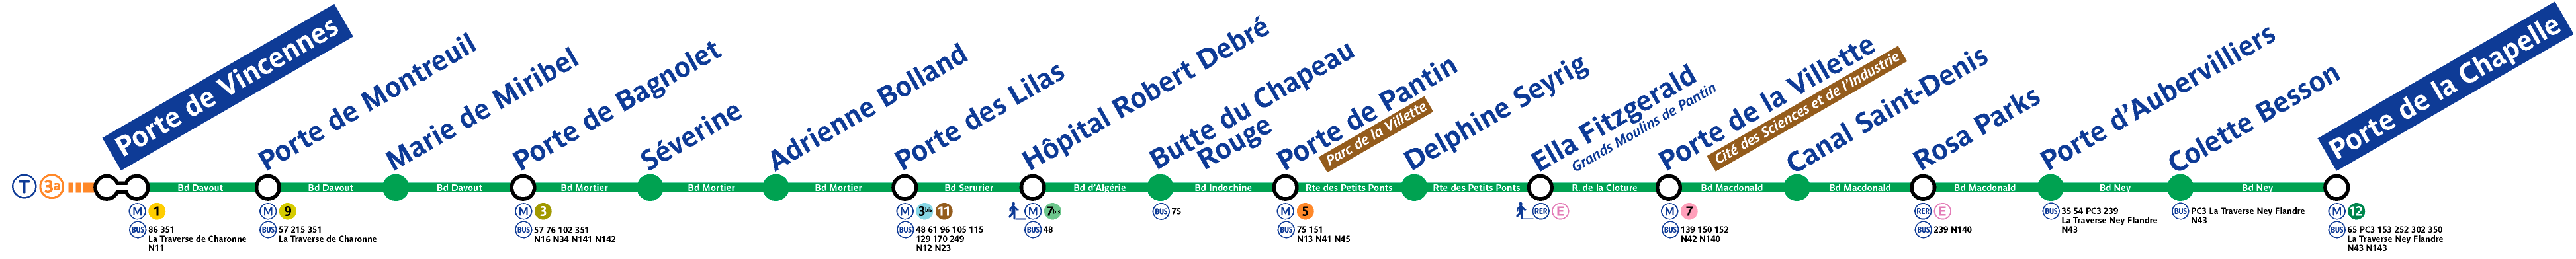 T 3a
Porte de Vincennes
M 1
BUS 86 351
La Traverse de Charonne
N11
Bd Davout
Porte de Montreuil
M 9
BUS 57 215 351
La Traverse de Charonne
Bd Davout
Marie de Miribel
Bd Davout
Porte de Bagnolet
M 3
BUS 57 76 102 351
N16 N34 N141 N142
Bd Mortier
Séverine
Bd Mortier
Adrienne Bolland
Bd Mortier
Porte des Lilas
M 3bis 11
BUS 48 61 96 105 115
129 170 249
N12 N23
Bd Serurier
Hôpital Robert Debré
M 7bis
BUS 48
Bd d'Algérie
Butte du Chapeau
Rouge
BUS 75
Bd Indochine
Porte de Pantin
Parc de la Villette
M 5
BUS 75 151
N13 N41 N45
Rte des Petits Ponts
Delphine Seyrig
Rte des Petits Ponts
Ella Fitzgerald
Grands Moulins de Pantin
RER E
R. de la Cloture
Porte de la Villette
Cité des Sciences et de l'Industrie
M 7
BUS 139 150 152
N42 N140
Bd Macdonald
Canal Saint-Denis
Bd Macdonald
Rosa Parks
RER E
BUS 239 N140
Bd Macdonald
Porte d'Aubervilliers
BUS 35 54 PC3 239
La Traverse Ney Flandre
N43
Bd Ney
Colette Besson
BUS PC3 La Traverse Ney Flandre
N43
Bd Ney
Porte de la Chapelle
M 12
BUS 65 PC3 153 252 302 350
La Traverse Ney Flandre
N43 N143